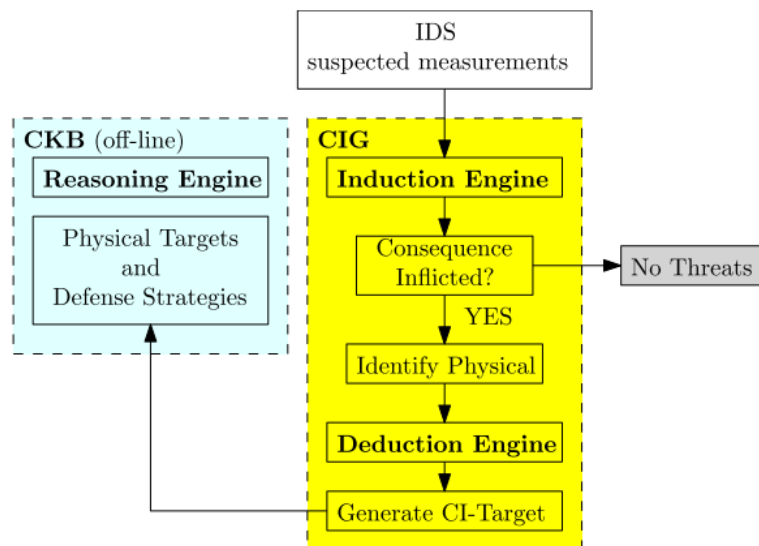 IDS
suspected measurements
CKB (off-line)
Reasoning Engine
Physical Targets
and
Defense Strategies
CIG
Induction Engine
Consequence
Inflicted?
No Threats
YES
Identify Physical
Deduction Engine
Generate CI-Target